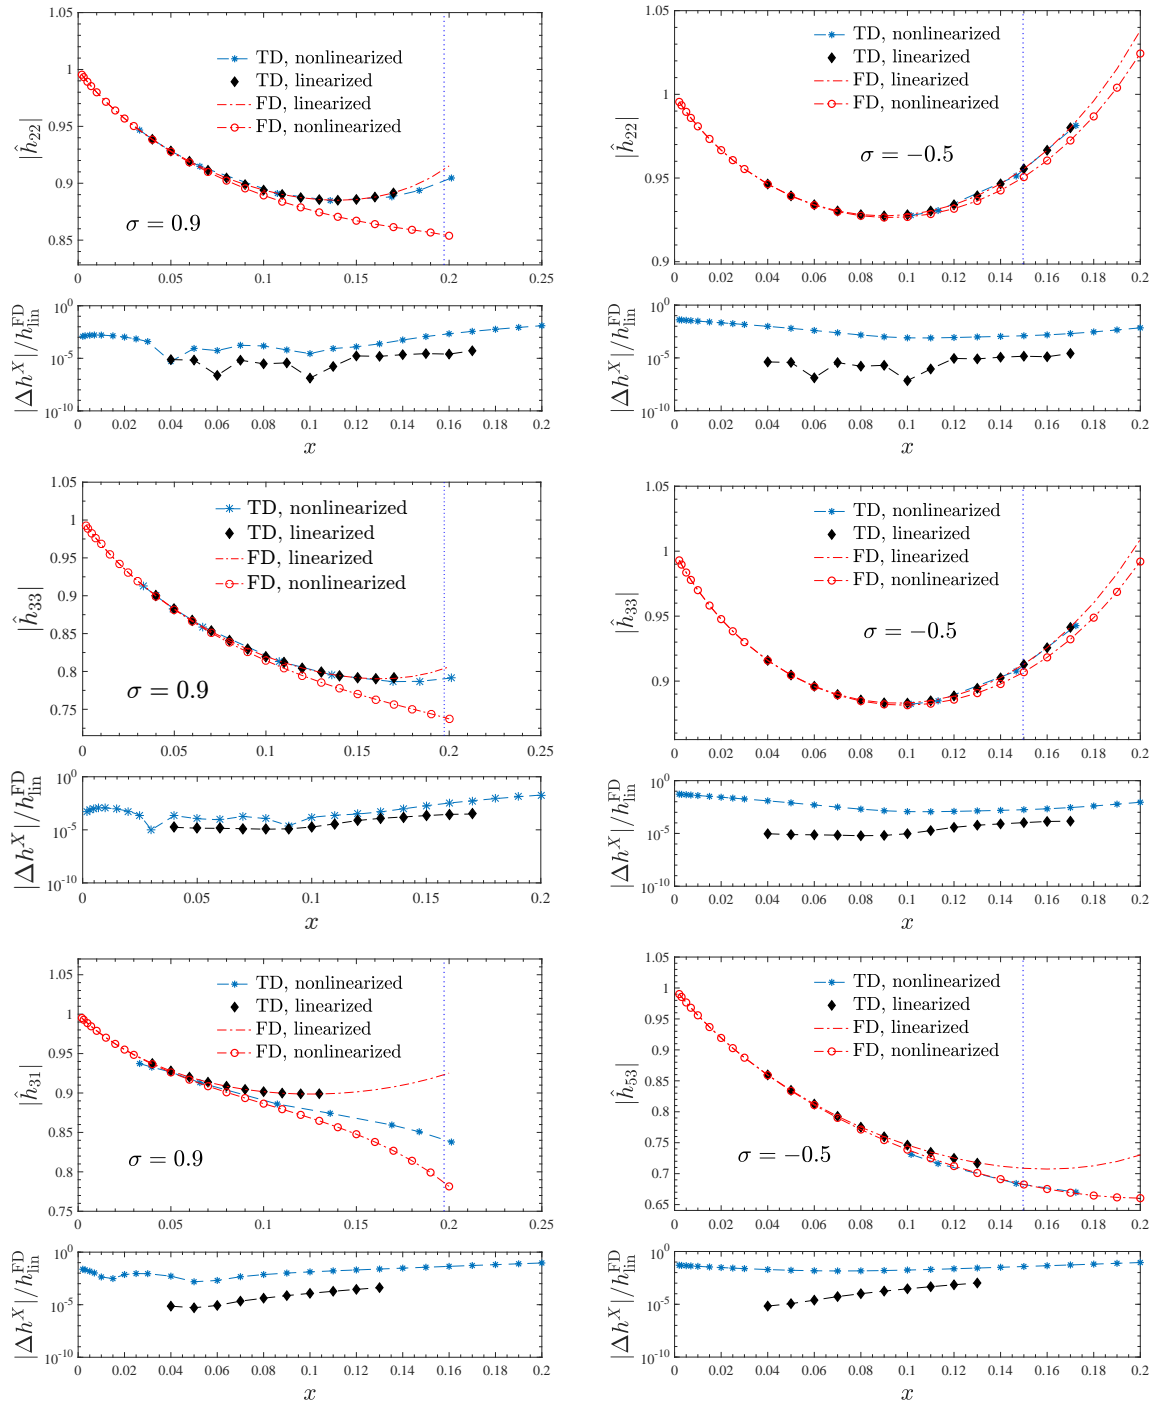 1.05
1
0.95
0.9
0.85
|ĥ₂₂|
TD, nonlinearized
TD, linearized
FD, linearized
FD, nonlinearized
σ = 0.9
0 0.05 0.1 0.15 0.2 0.25
10⁰
10⁻⁵
10⁻¹⁰
|Δh^X|/h_lin^FD
0 0.02 0.04 0.06 0.08 0.1 0.12 0.14 0.16 0.18 0.2
x
1.05
1
0.95
0.9
|ĥ₂₂|
TD, nonlinearized
TD, linearized
FD, linearized
FD, nonlinearized
σ = −0.5
0 0.02 0.04 0.06 0.08 0.1 0.12 0.14 0.16 0.18 0.2
10⁰
10⁻⁵
10⁻¹⁰
|Δh^X|/h_lin^FD
0 0.02 0.04 0.06 0.08 0.1 0.12 0.14 0.16 0.18 0.2
x
1.05
1
0.95
0.9
0.85
0.8
0.75
|ĥ₃₃|
TD, nonlinearized
TD, linearized
FD, linearized
FD, nonlinearized
σ = 0.9
0 0.05 0.1 0.15 0.2 0.25
10⁰
10⁻⁵
10⁻¹⁰
|Δh^X|/h_lin^FD
0 0.05 0.1 0.15 0.2
x
1.05
1
0.95
0.9
|ĥ₃₃|
TD, nonlinearized
TD, linearized
FD, linearized
FD, nonlinearized
σ = −0.5
0 0.02 0.04 0.06 0.08 0.1 0.12 0.14 0.16 0.18 0.2
10⁰
10⁻⁵
10⁻¹⁰
|Δh^X|/h_lin^FD
0 0.02 0.04 0.06 0.08 0.1 0.12 0.14 0.16 0.18 0.2
x
1.05
1
0.95
0.9
0.85
0.8
0.75
|ĥ₃₁|
TD, nonlinearized
TD, linearized
FD, linearized
FD, nonlinearized
σ = 0.9
0 0.05 0.1 0.15 0.2 0.25
10⁰
10⁻⁵
10⁻¹⁰
|Δh^X|/h_lin^FD
0 0.02 0.04 0.06 0.08 0.1 0.12 0.14 0.16 0.18 0.2
x
1.05
1
0.95
0.9
0.85
0.8
0.75
0.7
0.65
|ĥ₅₃|
TD, nonlinearized
TD, linearized
FD, linearized
FD, nonlinearized
σ = −0.5
0 0.02 0.04 0.06 0.08 0.1 0.12 0.14 0.16 0.18 0.2
10⁰
10⁻⁵
10⁻¹⁰
|Δh^X|/h_lin^FD
0 0.02 0.04 0.06 0.08 0.1 0.12 0.14 0.16 0.18 0.2
x